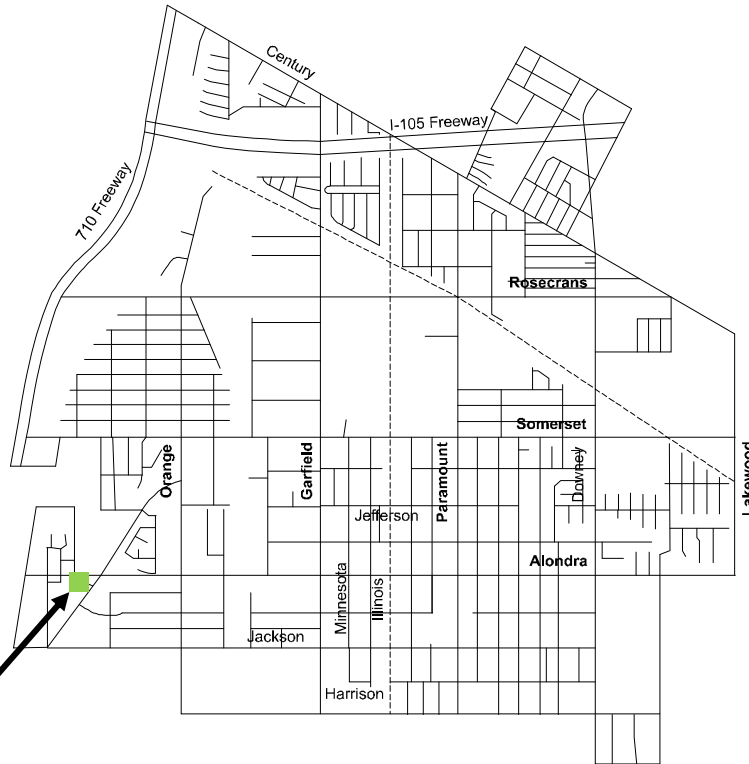 Century
I-105 Freeway
710 Freeway
Rosecrans
Somerset
Orange
Garfield
Paramount
Downey
Lakewood
Jefferson
Alondra
Minnesota
Illinois
Jackson
Harrison